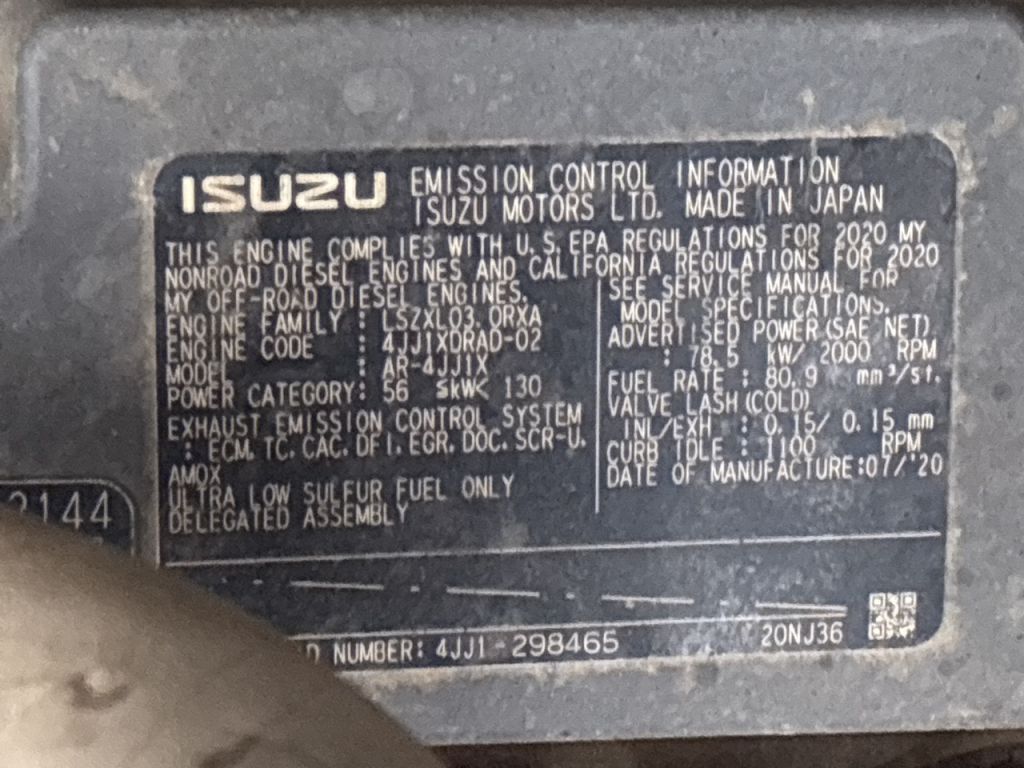 ISUZU
EMISSION CONTROL INFORMATION
ISUZU MOTORS LTD. MADE IN JAPAN
THIS ENGINE COMPLIES WITH U.S.EPA REGULATIONS FOR 2020 MY
NONROAD DIESEL ENGINES AND CALIFORNIA REGULATIONS FOR 2020
MY OFF-ROAD DIESEL ENGINES.
ENGINE FAMILY : LSZXL03.0RXA
ENGINE CODE : 4JJ1XDRAD-02
MODEL : AR-4JJ1X
POWER CATEGORY: 56 ≤kW< 130
EXHAUST EMISSION CONTROL SYSTEM
: ECM, TC, CAC, DFI, EGR, DOC, SCR-U,
AMOX
ULTRA LOW SULFUR FUEL ONLY
DELEGATED ASSEMBLY
SEE SERVICE MANUAL FOR
MODEL SPECIFICATIONS.
ADVERTISED POWER(SAE NET)
: 78.5 kW/ 2000 RPM
FUEL RATE : 80.9 mm³/st.
VALVE LASH(COLD)
INL/EXH : 0.15/ 0.15 mm
CURB IDLE : 1100 RPM
DATE OF MANUFACTURE:07/'20
2144
NUMBER: 4JJ1-298465
20NJ36